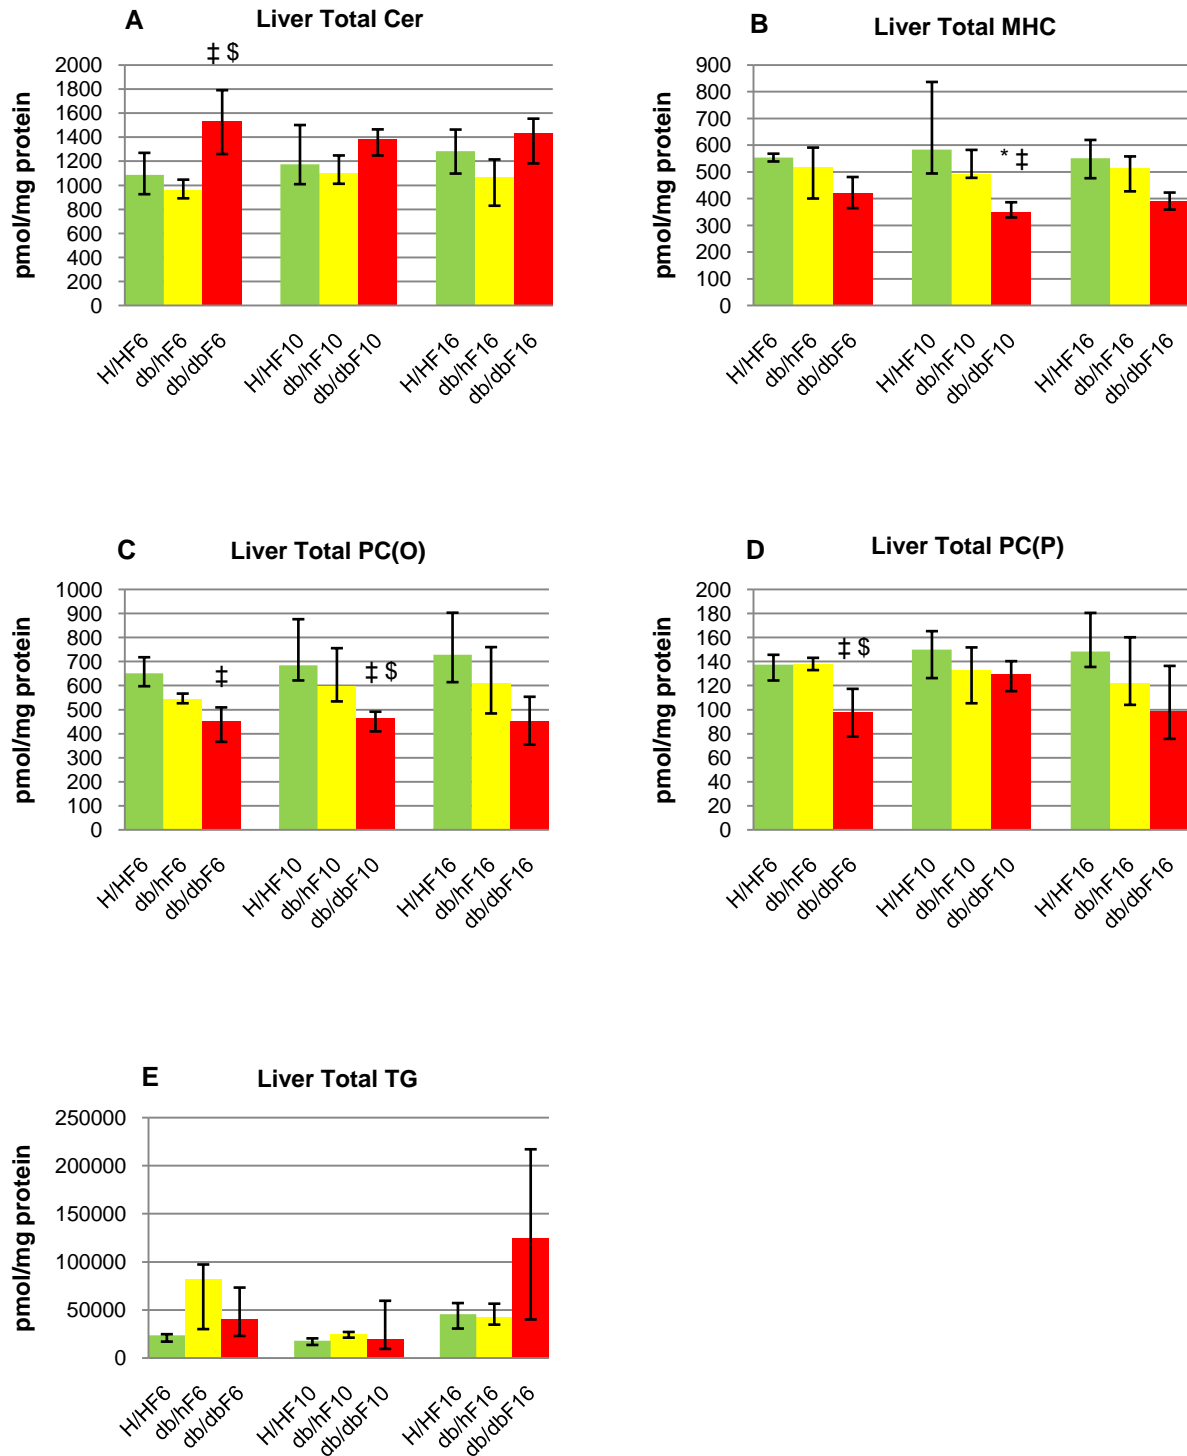 A
Liver Total Cer
‡ $
pmol/mg protein
2000
1800
1600
1400
1200
1000
800
600
400
200
0
H/HF6
db/hF6
db/dbF6
H/HF10
db/hF10
db/dbF10
H/HF16
db/hF16
db/dbF16
B
Liver Total MHC
* ‡
pmol/mg protein
900
800
700
600
500
400
300
200
100
0
H/HF6
db/hF6
db/dbF6
H/HF10
db/hF10
db/dbF10
H/HF16
db/hF16
db/dbF16
C
Liver Total PC(O)
‡
‡ $
pmol/mg protein
1000
900
800
700
600
500
400
300
200
100
0
H/HF6
db/hF6
db/dbF6
H/HF10
db/hF10
db/dbF10
H/HF16
db/hF16
db/dbF16
D
Liver Total PC(P)
‡ $
pmol/mg protein
200
180
160
140
120
100
80
60
40
20
0
H/HF6
db/hF6
db/dbF6
H/HF10
db/hF10
db/dbF10
H/HF16
db/hF16
db/dbF16
E
Liver Total TG
pmol/mg protein
250000
200000
150000
100000
50000
0
H/HF6
db/hF6
db/dbF6
H/HF10
db/hF10
db/dbF10
H/HF16
db/hF16
db/dbF16